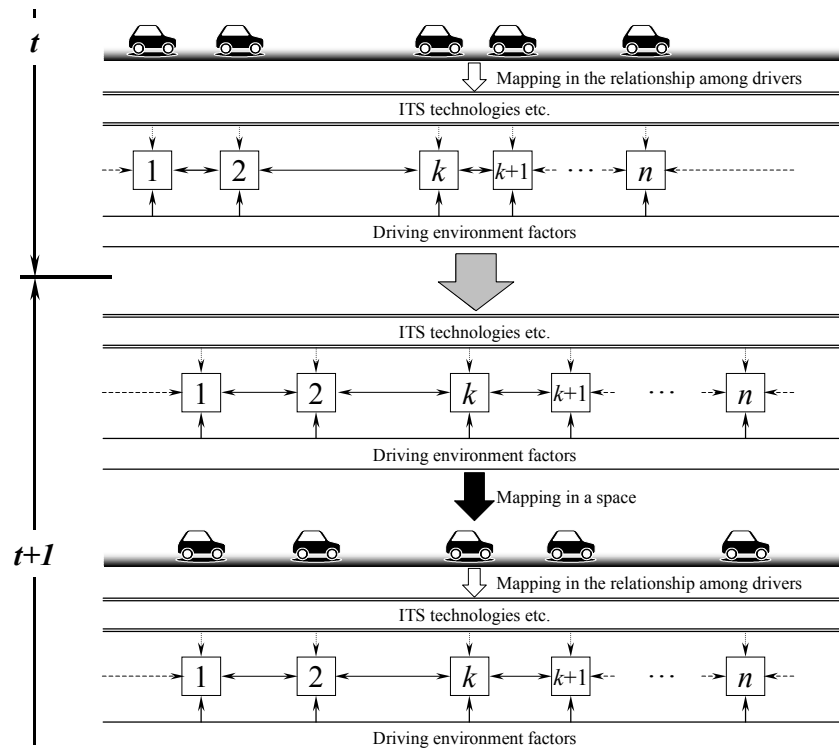 t
Mapping in the relationship among drivers
ITS technologies etc.
1 2 k k+1 ··· n
Driving environment factors
ITS technologies etc.
1 2 k k+1 ··· n
Driving environment factors
Mapping in a space
t+1
Mapping in the relationship among drivers
ITS technologies etc.
1 2 k k+1 ··· n
Driving environment factors